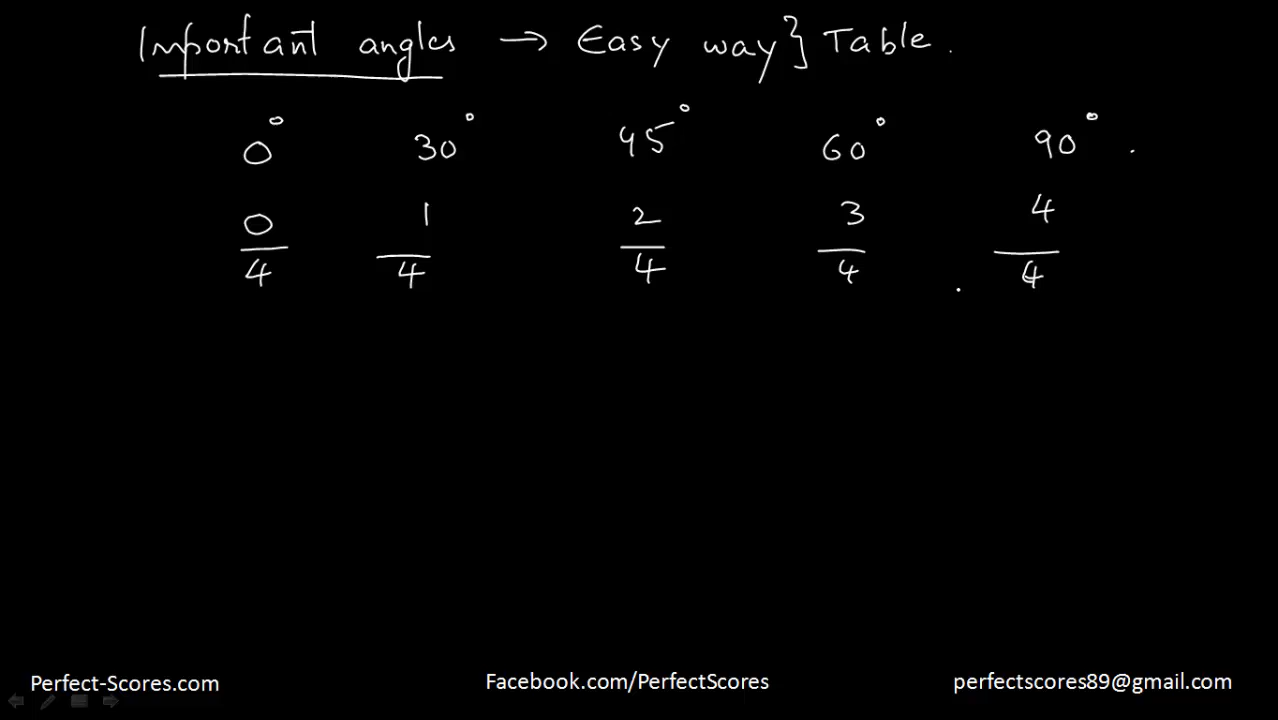 Important angles → Easy way} Table.
0° 30° 45° 60° 90°.
0/4 1/4 2/4 3/4 . 4/4
Perfect-Scores.com Facebook.com/PerfectScores perfectscores89@gmail.com